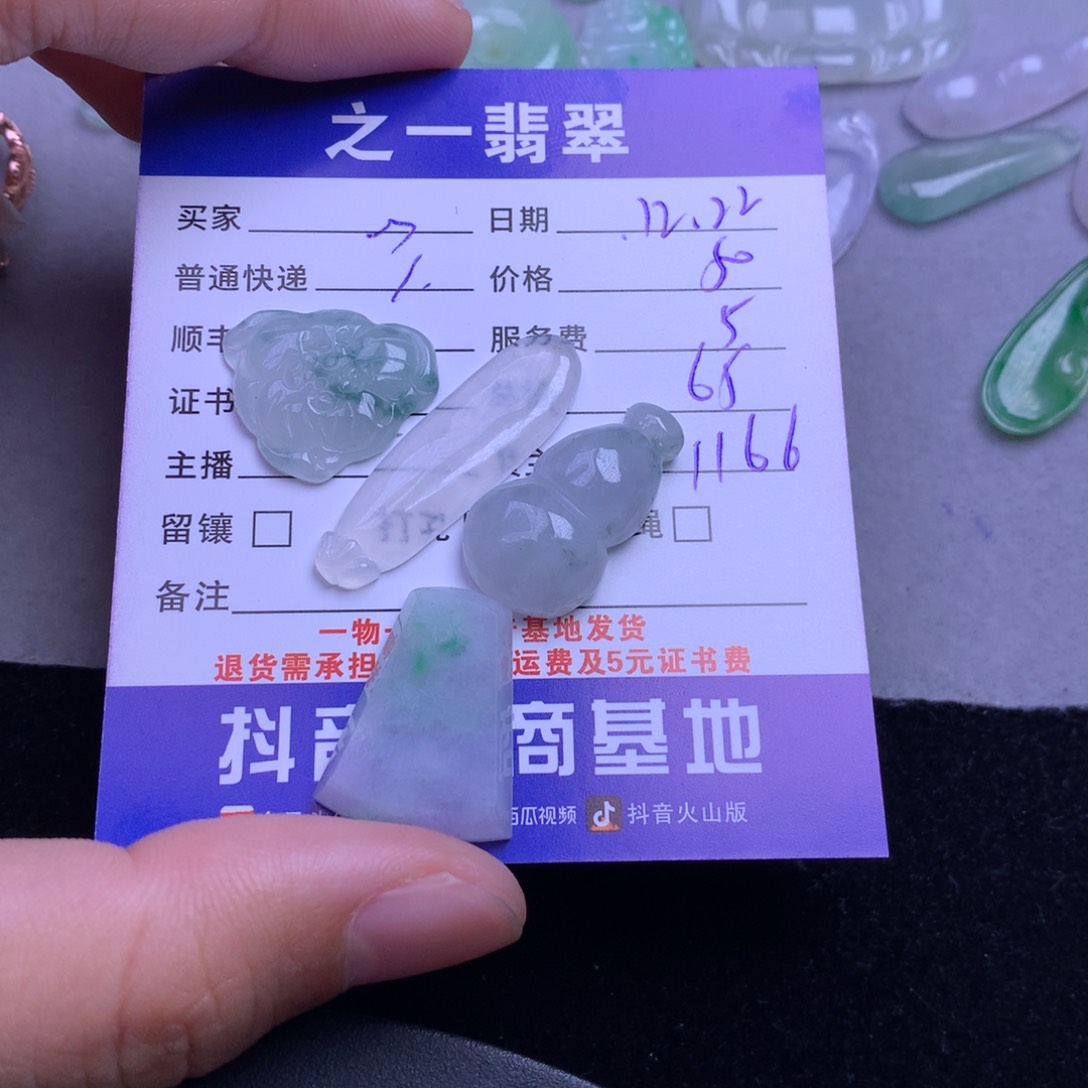 之一翡翠
买家 7 日期 12.22
普通快递 1. 价格 80
顺丰 服务费 5
证书 68
主播 1166
留镶 绳
备注
一物 基地发货
退货需承担 运费及5元证书费
抖音 商基地
西瓜视频 抖音火山版